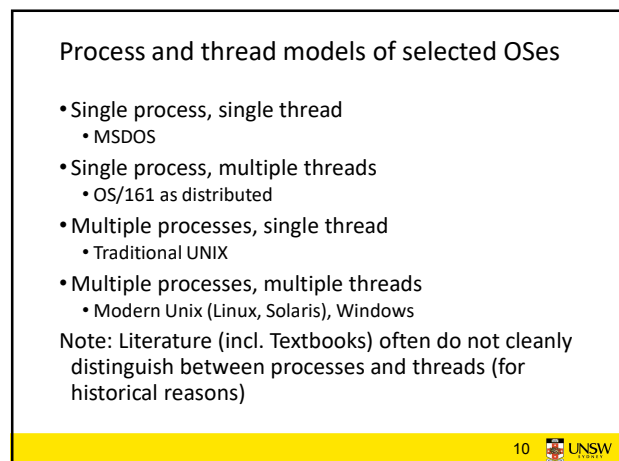 Process and thread models of selected OSes
• Single process, single thread
• MSDOS
• Single process, multiple threads
• OS/161 as distributed
• Multiple processes, single thread
• Traditional UNIX
• Multiple processes, multiple threads
• Modern Unix (Linux, Solaris), Windows
Note: Literature (incl. Textbooks) often do not cleanly
distinguish between processes and threads (for
historical reasons)
10 UNSW
SYDNEY